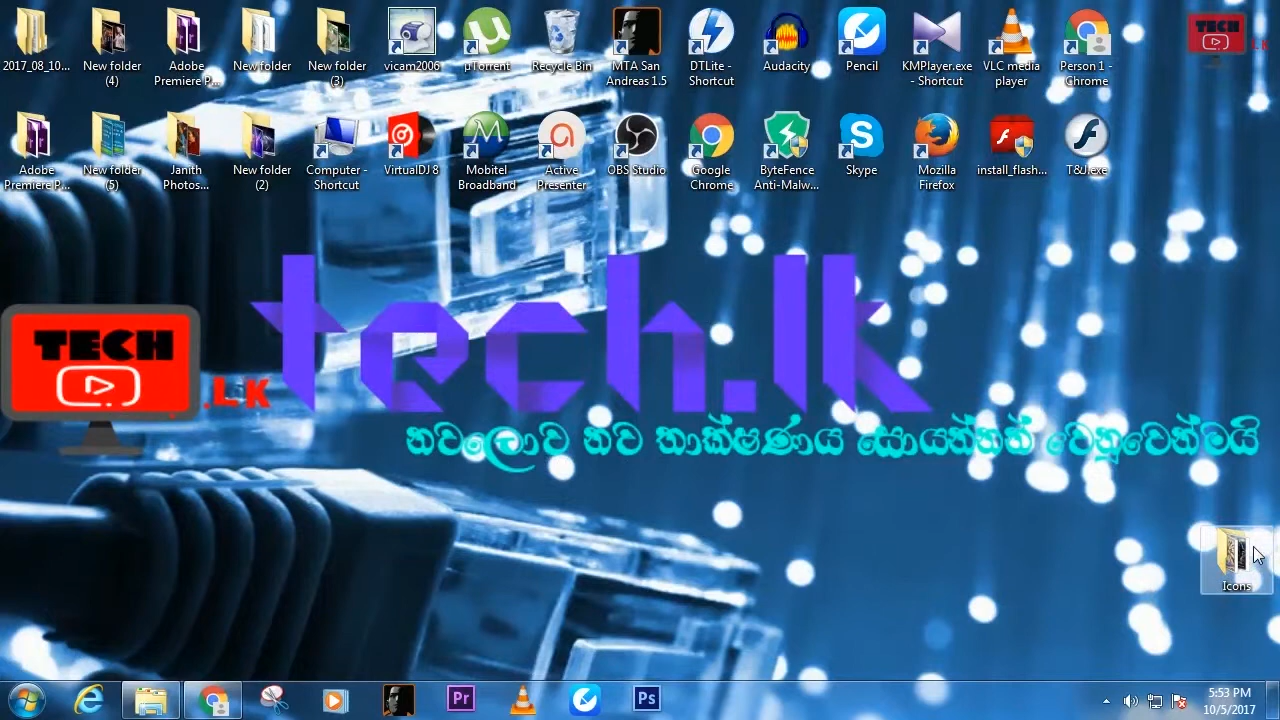 2017_08_10...
New folder
(4)
Adobe
Premiere P...
New folder
New folder
(3)
vicam2006
µTorrent
Recycle Bin
MTA San
Andreas 1.5
DTLite -
Shortcut
Audacity
Pencil
KMPlayer.exe
- Shortcut
VLC media
player
Person 1 -
Chrome
TECH
.LK
Adobe
Premiere P...
New folder
(5)
Janith
Photos...
New folder
(2)
Computer -
Shortcut
VirtualDJ 8
Mobitel
Broadband
Active
Presenter
OBS Studio
Google
Chrome
ByteFence
Anti-Malw...
Skype
Mozilla
Firefox
install_flash...
T&J.exe
tech.lk
TECH
.LK
නවලොව නව තාක්ෂණය සොයන්නන් වෙනුවෙන්මයි
Icons
Pr
Ps
5:53 PM
10/5/2017